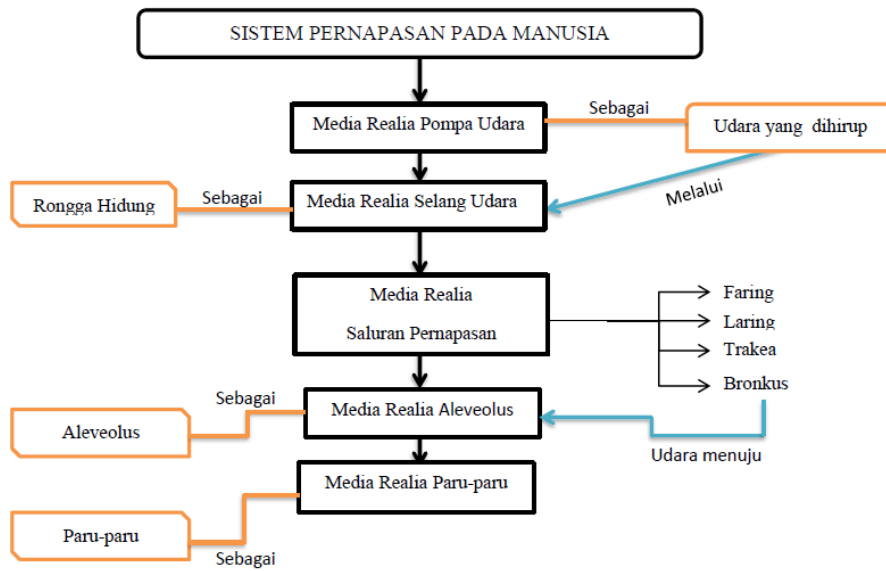 SISTEM PERNAPASAN PADA MANUSIA
Media Realia Pompa Udara
Sebagai
Udara yang dihirup
Melalui
Rongga Hidung
Sebagai
Media Realia Selang Udara
Media Realia
Saluran Pernapasan
Faring
Laring
Trakea
Bronkus
Udara menuju
Sebagai
Media Realia Aleveolus
Aleveolus
Media Realia Paru-paru
Paru-paru
Sebagai